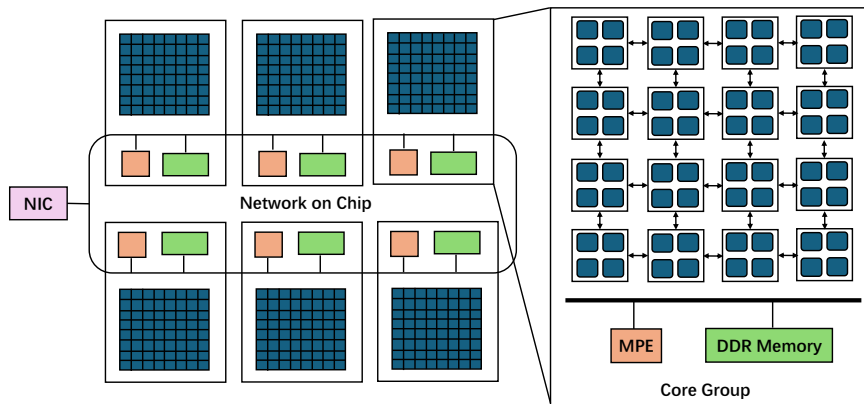 NIC
Network on Chip
MPE
DDR Memory
Core Group